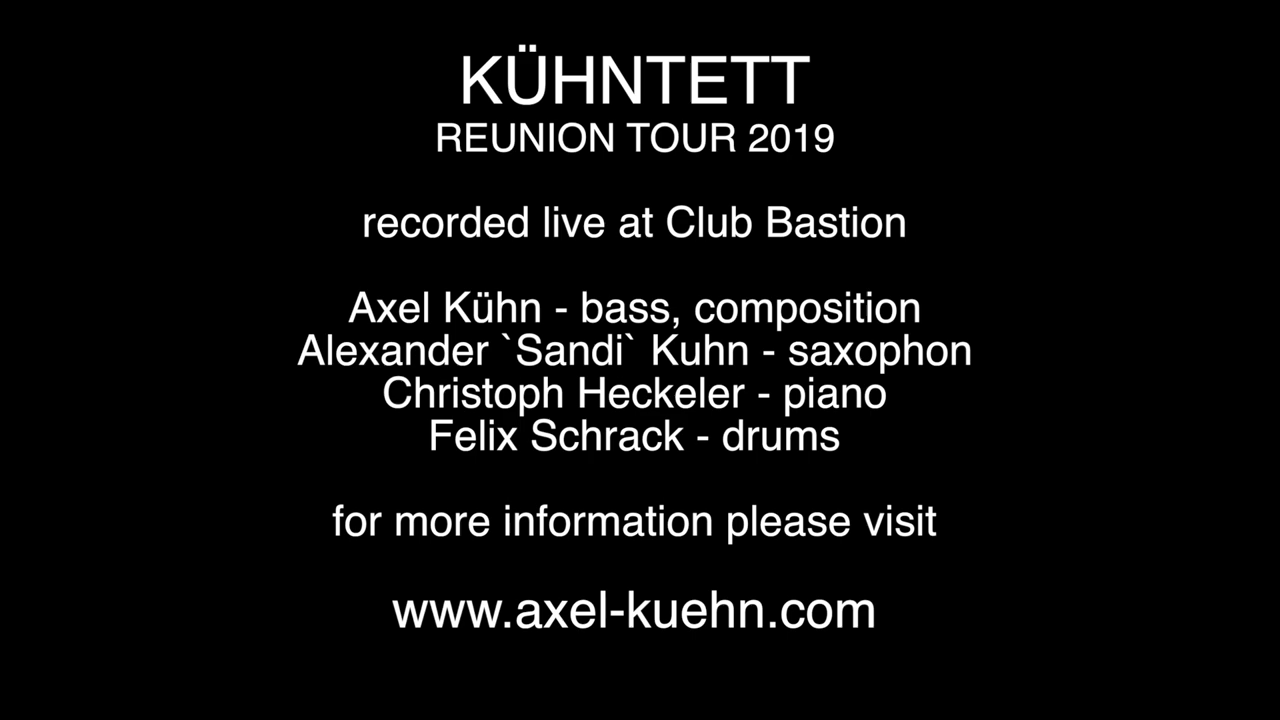 KÜHNTETT
REUNION TOUR 2019
recorded live at Club Bastion
Axel Kühn - bass, composition
Alexander `Sandi` Kuhn - saxophon
Christoph Heckeler - piano
Felix Schrack - drums
for more information please visit
www.axel-kuehn.com